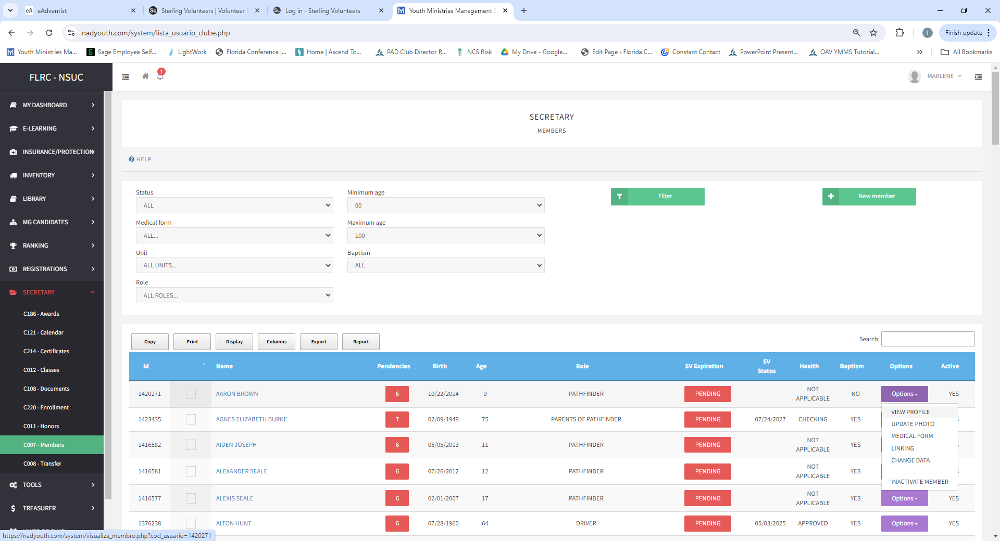 eAdventist
Sterling Volunteers | Volunteer
Log in - Sterling Volunteers
Youth Ministries Management S
nadyouth.com/system/lista_usuario_clube.php
I
Finish update
Youth Ministries Ma...
Sage Employee Self...
LightWork
Florida Conference |...
Home | Ascend To...
PAD Club Director R...
NCS Risk
My Drive - Google...
Edit Page ‹ Florida C...
Constant Contact
PowerPoint Present...
OAV YMMS Tutorial...
All Bookmarks
FLRC - NSUC
1
MARLENE
MY DASHBOARD
E-LEARNING
INSURANCE/PROTECTION
INVENTORY
LIBRARY
MG CANDIDATES
RANKING
REGISTRATIONS
SECRETARY
C186 - Awards
C121 - Calendar
C214 - Certificates
C012 - Classes
C108 - Documents
C220 - Enrollment
C011 - Honors
C007 - Members
C008 - Transfer
TOOLS
TREASURER
SECRETARY
MEMBERS
HELP
Status
ALL
Minimum age
00
Filter
New member
Medical form
ALL...
Maximum age
100
Unit
ALL UNITS...
Baptism
ALL
Role
ALL ROLES...
Copy Print Display Columns Export Report
Search:
Id Name Pendencies Birth Age Role SV Expiration SV Status Health Baptism Options Active
1420271 AARON BROWN 6 10/22/2014 9 PATHFINDER PENDING NOT APPLICABLE NO Options YES
1423435 AGNES ELIZABETH BURKE 7 02/09/1949 75 PARENTS OF PATHFINDER PENDING 07/24/2027 CHECKING YES
1416582 AIDEN JOSEPH 6 05/05/2013 11 PATHFINDER PENDING NOT APPLICABLE YES
1416581 ALEXANDER SEALE 6 07/26/2012 12 PATHFINDER PENDING NOT APPLICABLE YES
1416577 ALEXIS SEALE 6 02/01/2007 17 PATHFINDER PENDING NOT APPLICABLE YES Options YES
1376238 ALTON HUNT 6 07/28/1960 64 DRIVER PENDING 05/03/2025 APPROVED YES Options YES
VIEW PROFILE
UPDATE PHOTO
MEDICAL FORM
LINKING
CHANGE DATA
INACTIVATE MEMBER
https://nadyouth.com/system/visualiza_membro.php?cod_usuario=1420271